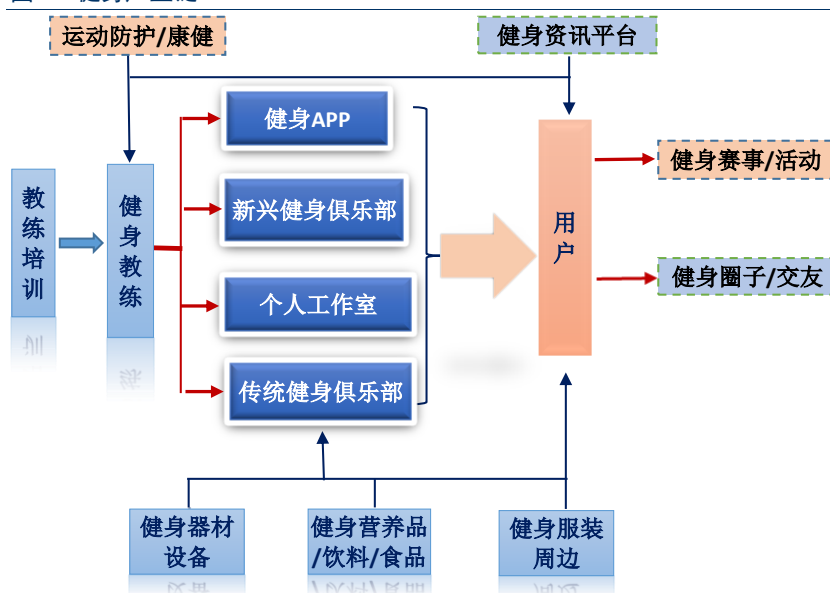 运动防护/康健
健身资讯平台
健身APP
健身赛事/活动
教练培训
健身教练
新兴健身俱乐部
用户
个人工作室
健身圈子/交友
传统健身俱乐部
健身器材
设备
健身营养品
/饮料/食品
健身服装
周边